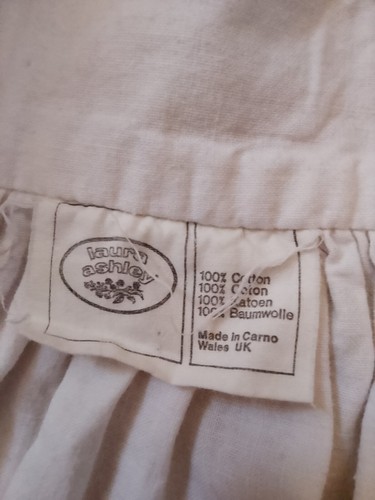 laura
ashley
100% Cotton
100% Coton
100% Katoen
100% Baumwolle
Made in Carno
Wales UK